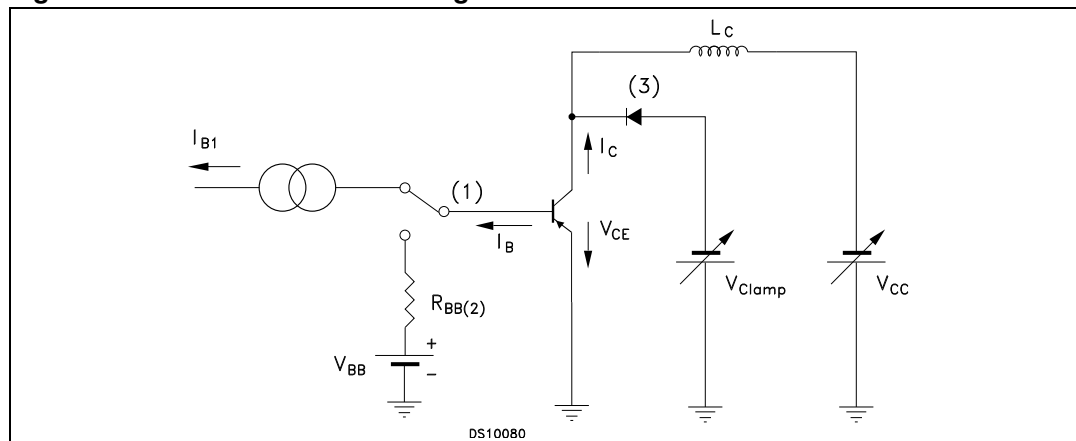 L_C
(3)
I_B1
I_C
(1)
I_B
V_CE
V_Clamp
V_CC
R_BB(2)
+
V_BB
-
DS10080